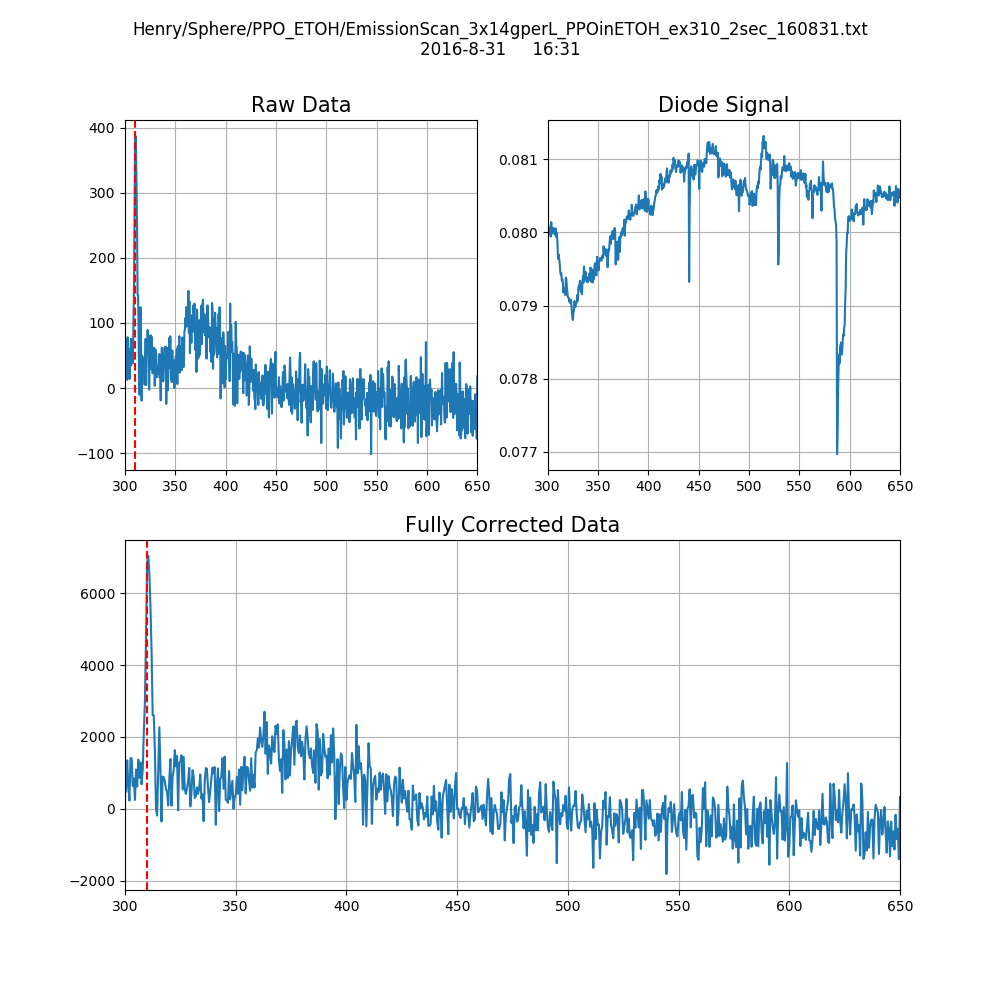 Henry/Sphere/PPO_ETOH/EmissionScan_3x14gperL_PPOinETOH_ex310_2sec_160831.txt
2016-8-31 16:31
Raw Data
400
300
200
100
0
−100
300 350 400 450 500 550 600 650
Diode Signal
0.081
0.080
0.079
0.078
0.077
300 350 400 450 500 550 600 650
Fully Corrected Data
6000
4000
2000
0
−2000
300 350 400 450 500 550 600 650